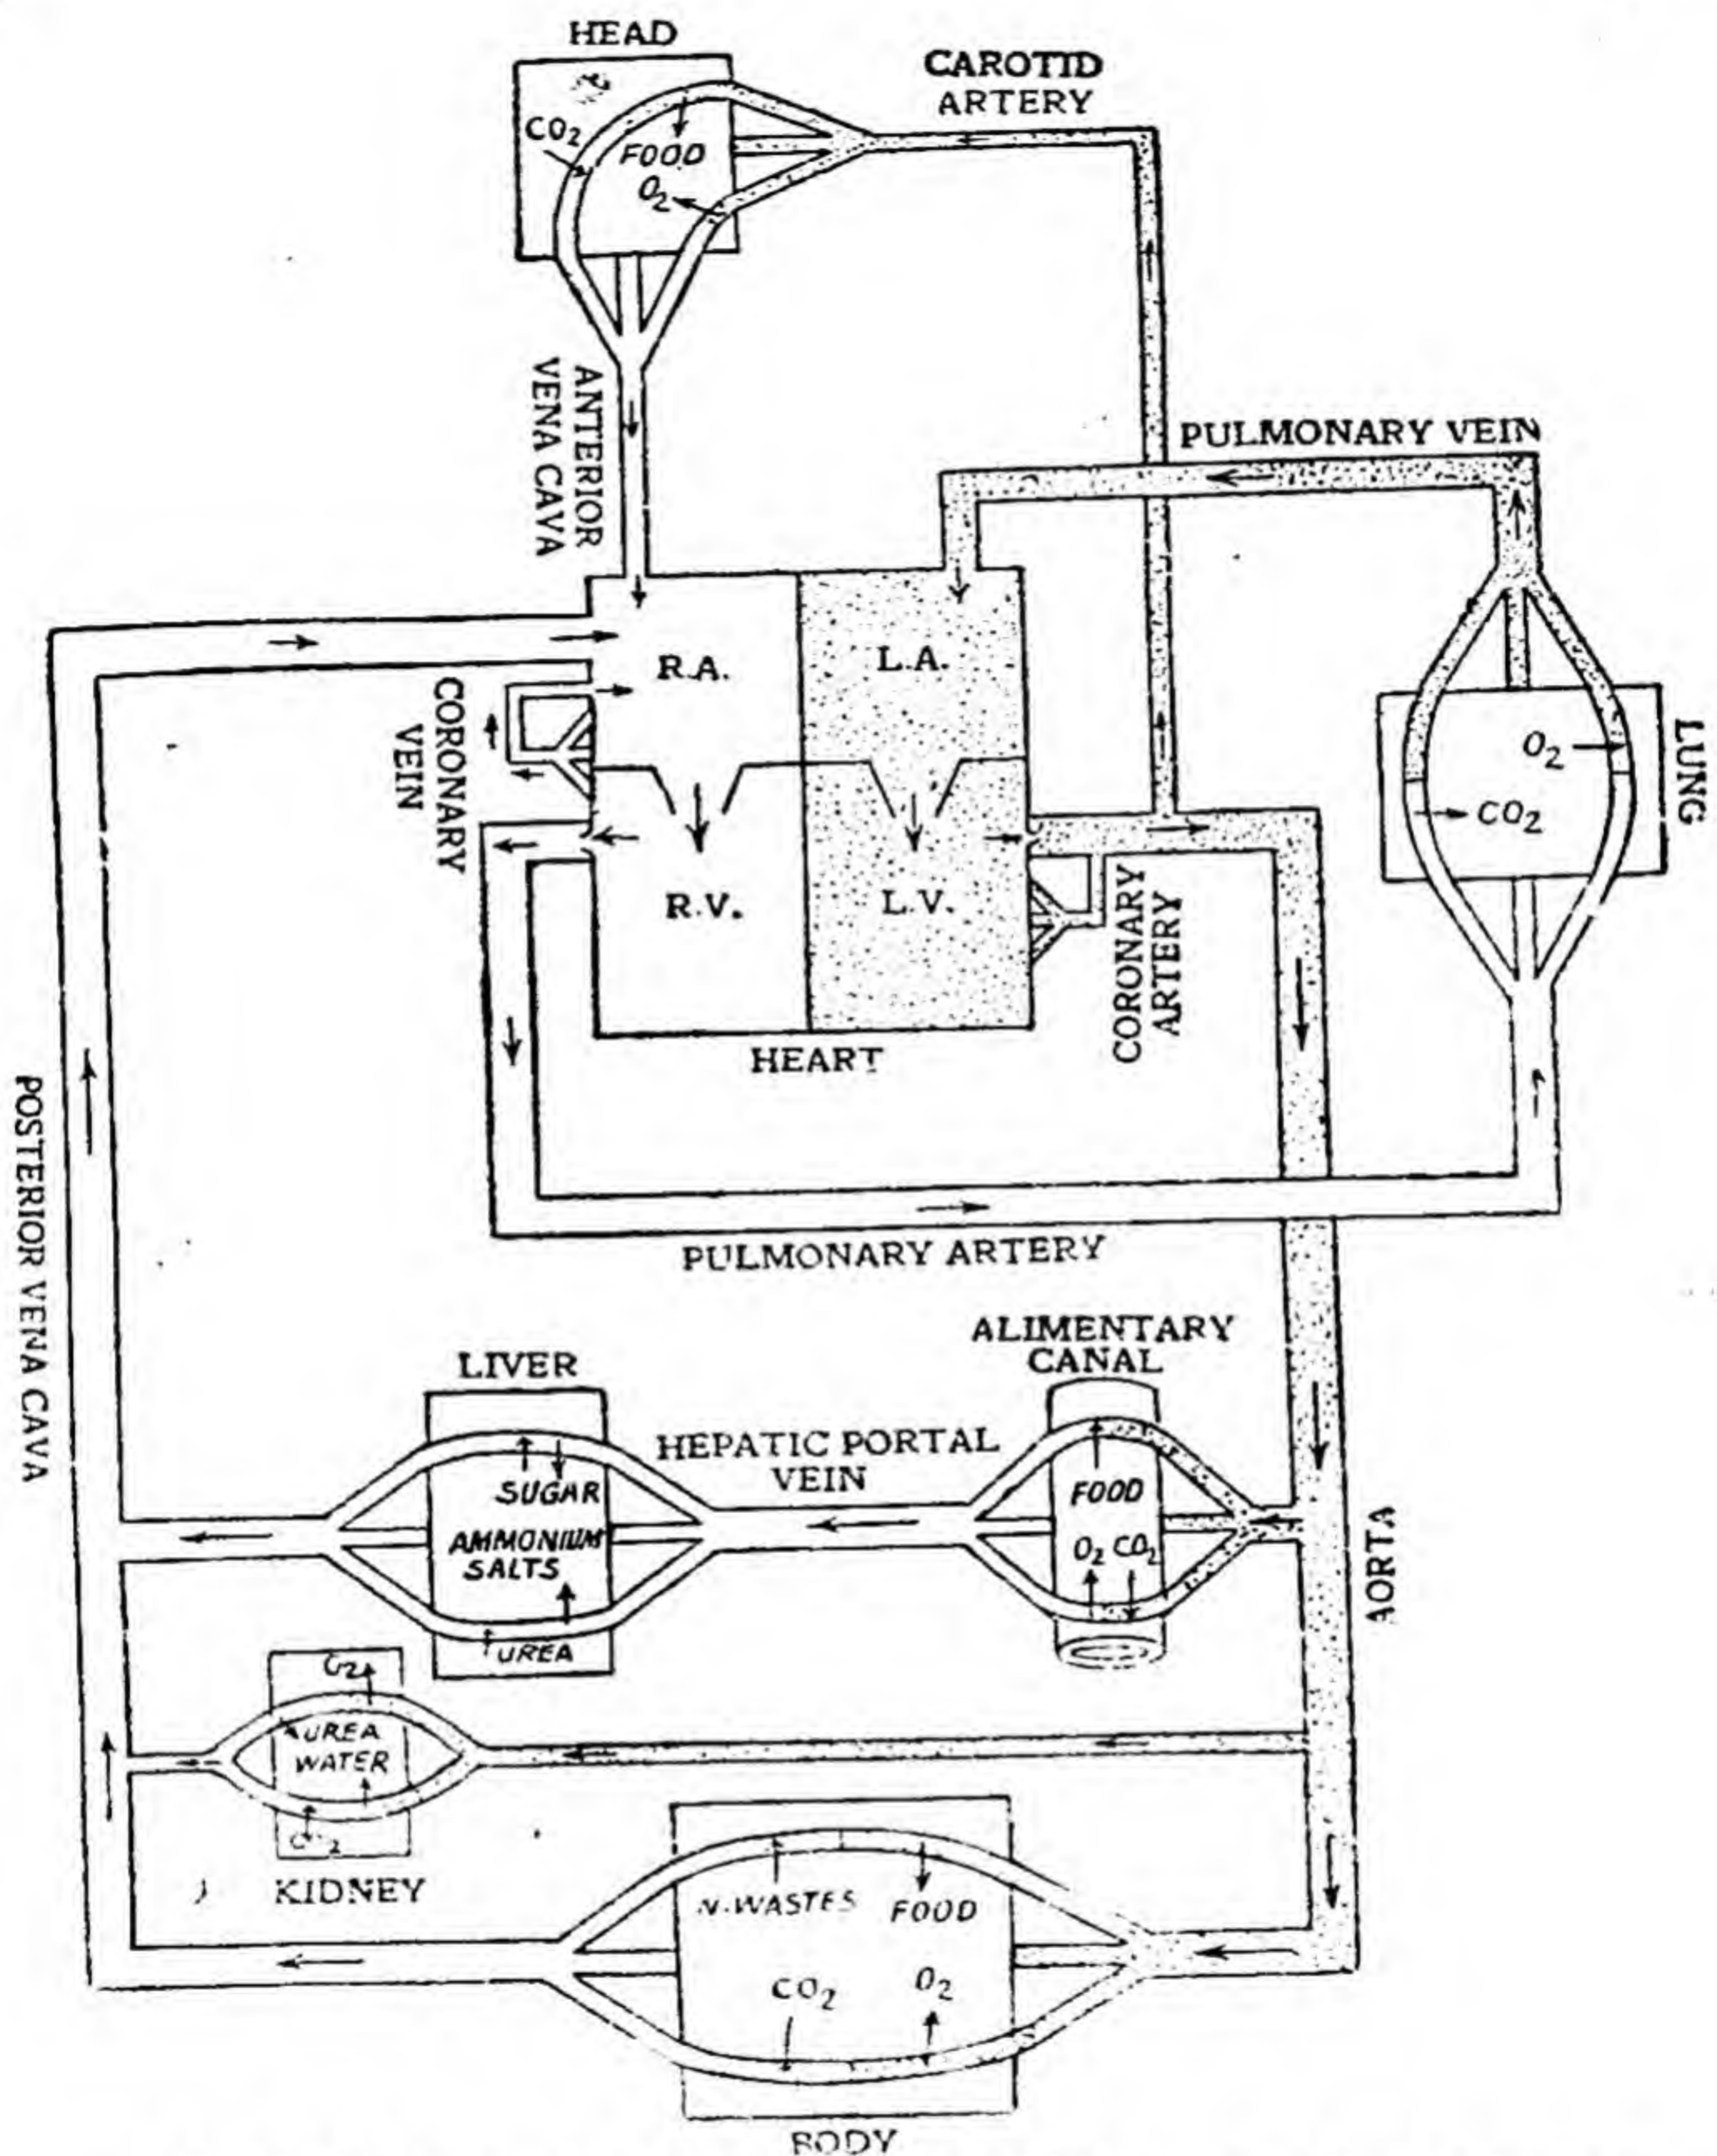 HEAD
CAROTID
ARTERY
CO2
FOOD
O2
ANTERIOR
VENA CAVA
PULMONARY VEIN
R.A.
L.A.
CORONARY
VEIN
O2
CO2
LUNG
R.V.
L.V.
CORONARY
ARTERY
HEART
POSTERIOR VENA CAVA
PULMONARY ARTERY
ALIMENTARY
CANAL
LIVER
HEPATIC PORTAL
VEIN
SUGAR
AMMONIUM
SALTS
UREA
FOOD
O2 CO2
AORTA
O2
UREA
WATER
CO2
KIDNEY
N.WASTES
FOOD
CO2
O2
BODY